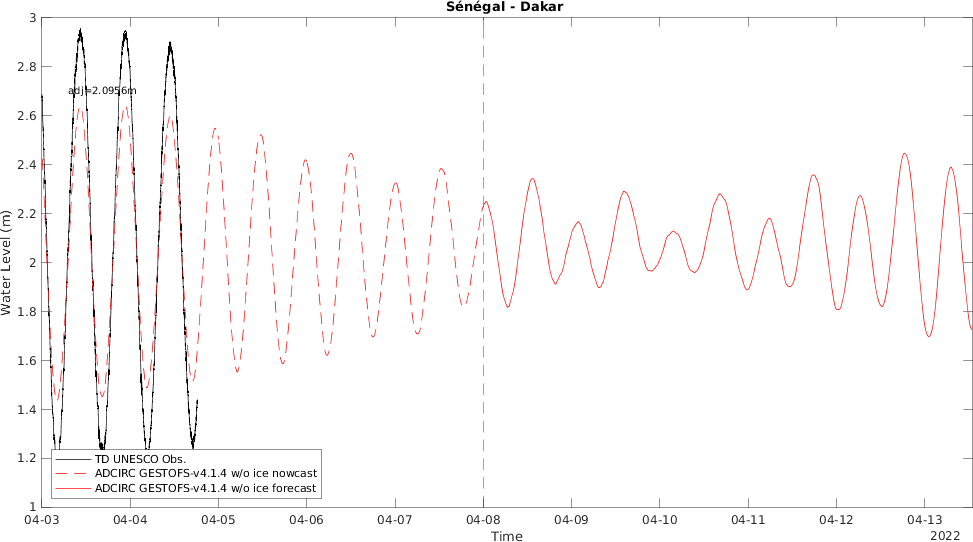 Sénégal - Dakar
3
2.8
2.6
2.4
2.2
2
1.8
1.6
1.4
1.2
1
Water Level (m)
adj=2.0956m
TD UNESCO Obs.
ADCIRC GESTOFS-v4.1.4 w/o ice nowcast
ADCIRC GESTOFS-v4.1.4 w/o ice forecast
04-03 04-04 04-05 04-06 04-07 04-08 04-09 04-10 04-11 04-12 04-13
Time
2022